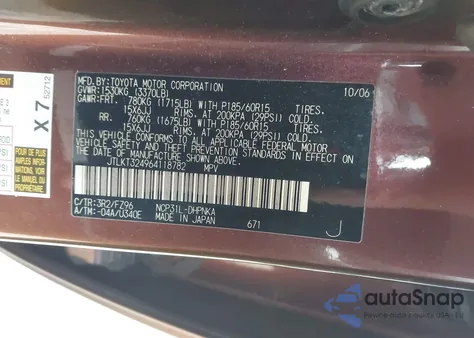 MFD.BY: TOYOTA MOTOR CORPORATION 10/06
GVWR: 1530KG (3370LB)
GAWR: FRT. 780KG (1715LB) WITH P185/60R15 TIRES.
15X6JJ RIMS. AT 200KPA (29PSI) COLD
RR. 760KG (1675LB) WITH P185/60R15 TIRES.
15X6JJ RIMS. AT 200KPA (29PSI) COLD
THIS VEHICLE CONFORMS TO ALL APPLICABLE FEDERAL MOTOR
VEHICLE SAFETY AND THEFT PREVENTION STANDARDS IN
EFFECT ON THE DATE OF MANUFACTURE SHOWN ABOVE.
JTLKT324964118782 MPV
C/TR: 3R2/FZ96 NCP31L-DHPNKA
A/TM: -04A/U340E MADE IN JAPAN 671
J
X 7
52712
autoSnap